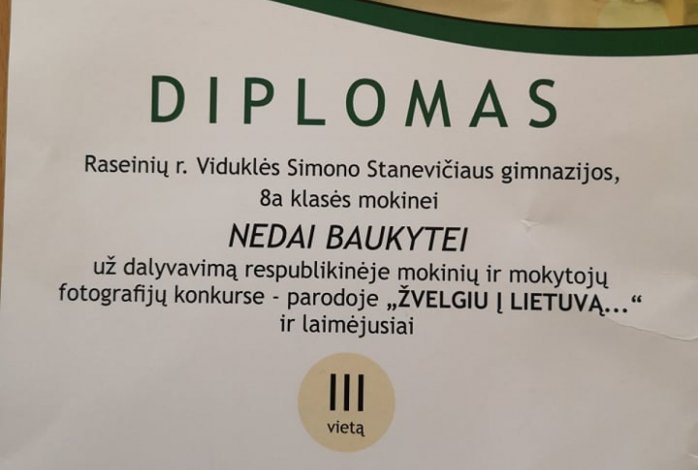 DIPLOMAS
Raseinių r. Viduklės Simono Stanevičiaus gimnazijos,
8a klasės mokinei
NEDAI BAUKYTEI
už dalyvavimą respublikinėje mokinių ir mokytojų
fotografijų konkurse - parodoje „ŽVELGIU Į LIETUVĄ...“
ir laimėjusiai
III
vietą